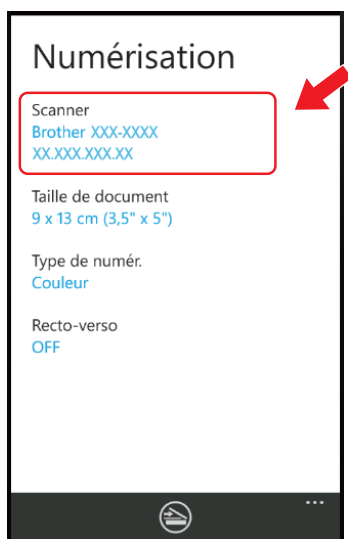 Numérisation
Scanner
Brother XXX-XXXX
XX.XXX.XXX.XX
Taille de document
9 x 13 cm (3,5" x 5")
Type de numér.
Couleur
Recto-verso
OFF